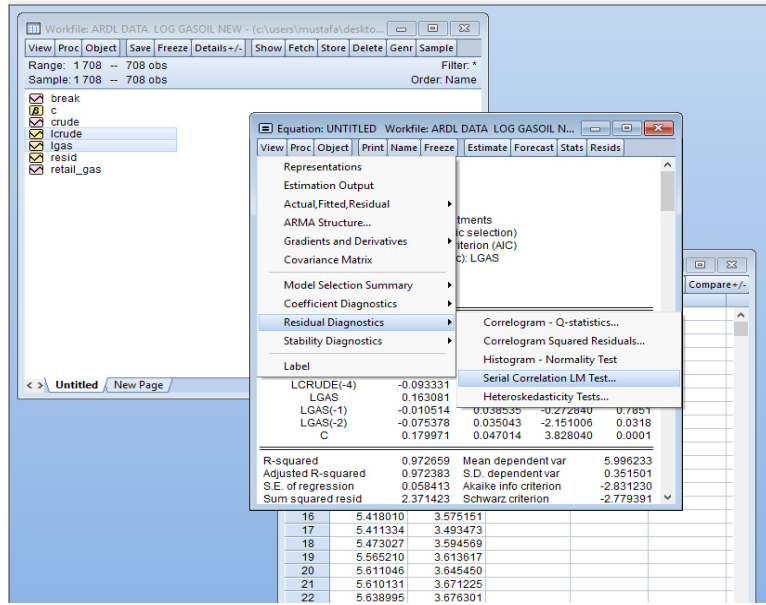 Workfile: ARDL DATA LOG GASOIL NEW - (c:\users\mustafa\deskto...
View Proc Object Save Freeze Details+/- Show Fetch Store Delete Genr Sample
Range: 1 708 -- 708 obs Filter: *
Sample: 1 708 -- 708 obs Order: Name
break
c
crude
lcrude
lgas
resid
retail_gas
Untitled New Page
Equation: UNTITLED Workfile: ARDL DATA LOG GASOIL N...
View Proc Object Print Name Freeze Estimate Forecast Stats Resids
Representations
Estimation Output
Actual,Fitted,Residual
ARMA Structure...
Gradients and Derivatives
Covariance Matrix
Model Selection Summary
Coefficient Diagnostics
Residual Diagnostics
Stability Diagnostics
Label
tments
ic selection)
iterion (AIC)
c): LGAS
Correlogram - Q-statistics...
Correlogram Squared Residuals...
Histogram - Normality Test
Serial Correlation LM Test...
Heteroskedasticity Tests...
LCRUDE(-4) -0.093331
LGAS 0.163081
LGAS(-1) -0.010514 0.038535 -0.272840 0.7851
LGAS(-2) -0.075378 0.035043 -2.151006 0.0318
C 0.179971 0.047014 3.828040 0.0001
R-squared 0.972659 Mean dependent var 5.996233
Adjusted R-squared 0.972383 S.D. dependent var 0.351501
S.E. of regression 0.058413 Akaike info criterion -2.831230
Sum squared resid 2.371423 Schwarz criterion -2.779391
Compare+/-
16 5.418010 3.575151
17 5.411334 3.493473
18 5.473027 3.594569
19 5.565210 3.613617
20 5.611046 3.645450
21 5.610131 3.671225
22 5.638995 3.676301